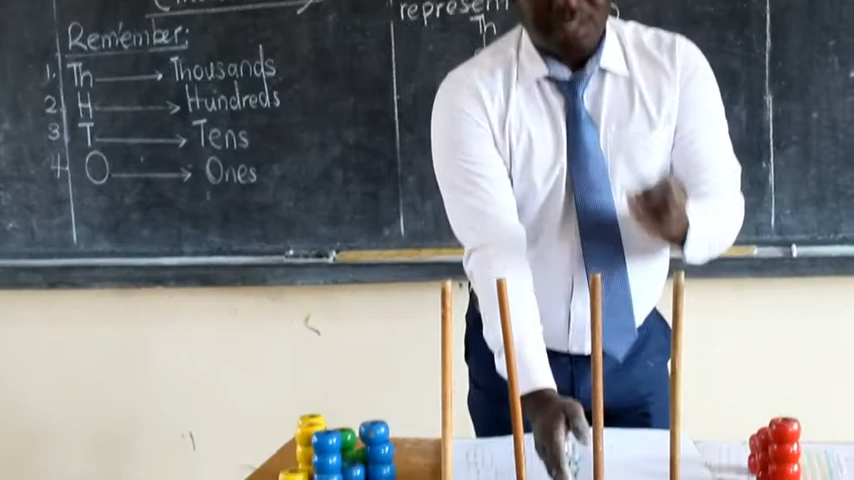 represent
th
Remember:
1. Th → Thousands
2. H → Hundreds
3. T → Tens
4. O → Ones